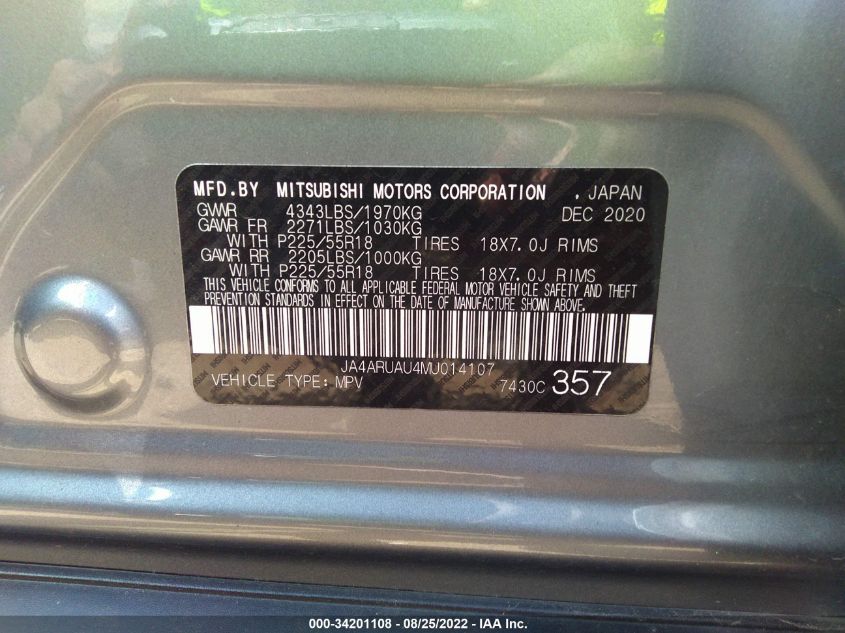 MFD.BY MITSUBISHI MOTORS CORPORATION , JAPAN
GVWR 4343LBS/1970KG DEC 2020
GAWR FR 2271LBS/1030KG
WITH P225/55R18 TIRES 18X7.0J RIMS
GAWR RR 2205LBS/1000KG
WITH P225/55R18 TIRES 18X7.0J RIMS
THIS VEHICLE CONFORMS TO ALL APPLICABLE FEDERAL MOTOR VEHICLE SAFETY AND THEFT
PREVENTION STANDARDS IN EFFECT ON THE DATE OF MANUFACTURE SHOWN ABOVE.
JA4ARUAU4MU014107
VEHICLE TYPE: MPV 7430C 357
000-34201108 - 08/25/2022 - IAA Inc.